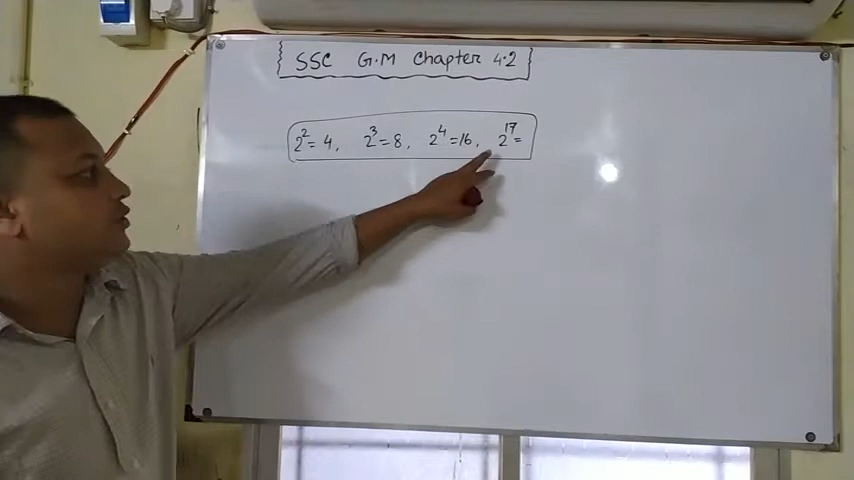 SSC G.M Chapter 4.2
2² = 4, 2³ = 8, 2⁴ = 16, 2¹⁷ =